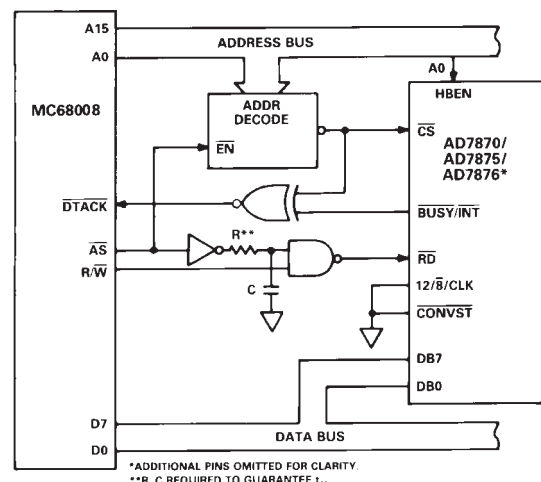 A15
ADDRESS BUS
A0
A0
MC68008
ADDR
DECODE
EN
HBEN
CS
AD7870/
AD7875/
AD7876*
DTACK
BUSY/INT
AS
R**
RD
R/W
C
12/8/CLK
CONVST
DB7
DB0
D7
DATA BUS
D0
*ADDITIONAL PINS OMITTED FOR CLARITY.
**R, C REQUIRED TO GUARANTEE